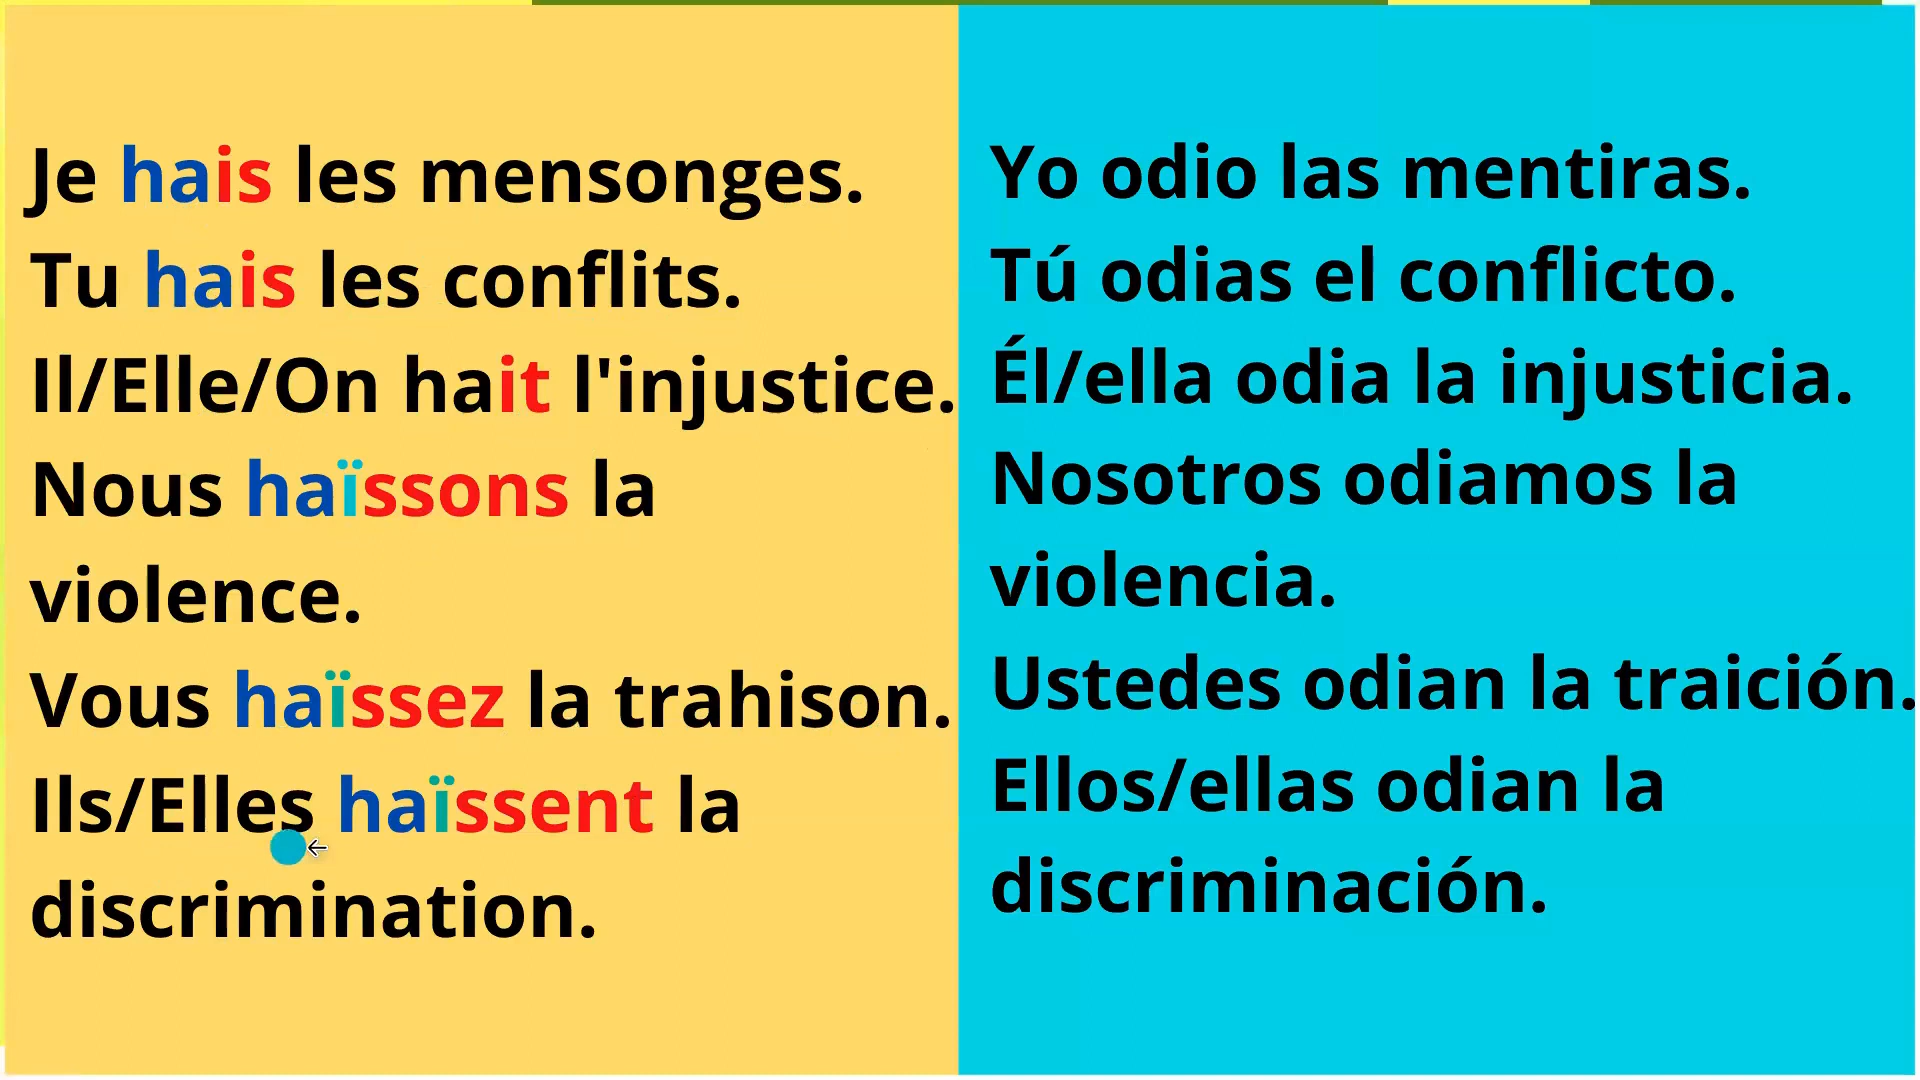 Je hais les mensonges.
Tu hais les conflits.
Il/Elle/On hait l'injustice.
Nous haïssons la
violence.
Vous haïssez la trahison.
Ils/Elles haïssent la
discrimination.
Yo odio las mentiras.
Tú odias el conflicto.
Él/ella odia la injusticia.
Nosotros odiamos la
violencia.
Ustedes odian la traición.
Ellos/ellas odian la
discriminación.